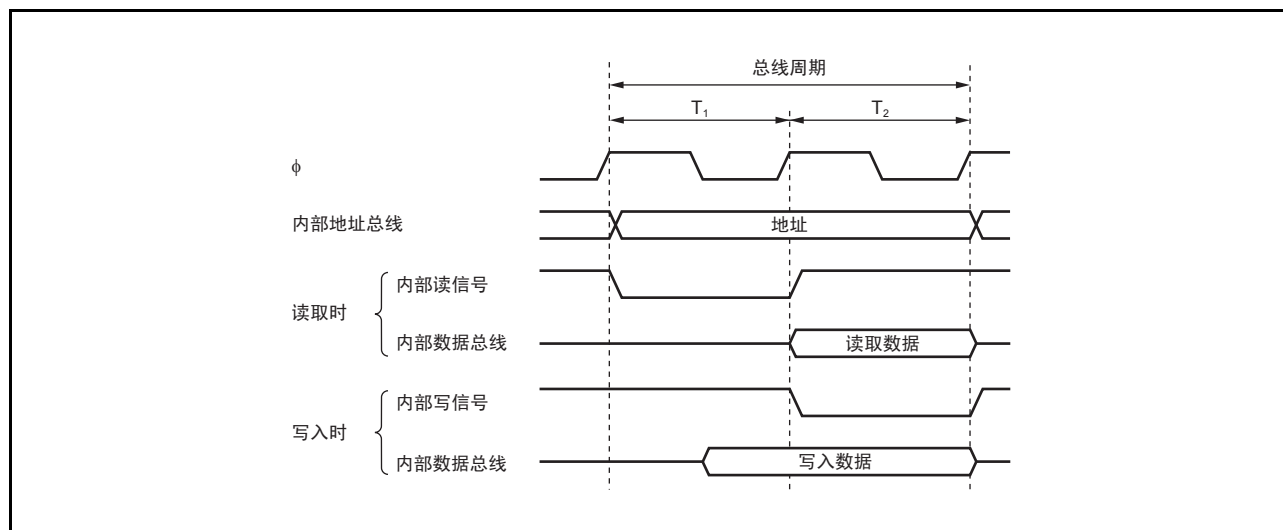 总线周期
T₁ T₂
φ
内部地址总线 地址
内部读信号
读取时
内部数据总线 读取数据
内部写信号
写入时
内部数据总线 写入数据